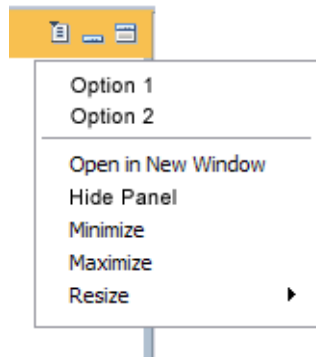 Option 1
Option 2
Open in New Window
Hide Panel
Minimize
Maximize
Resize